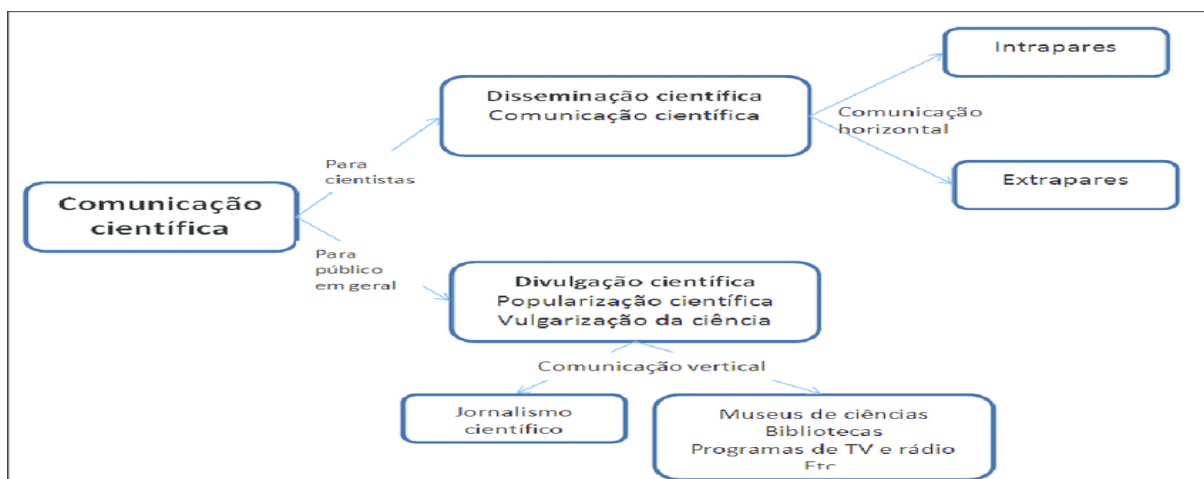 Intrapares
Disseminação científica
Comunicação científica
Comunicação
horizontal
Para
cientistas
Extrapares
Comunicação
científica
Para
público
em geral
Divulgação científica
Popularização científica
Vulgarização da ciência
Comunicação vertical
Jornalismo
científico
Museus de ciências
Bibliotecas
Programas de TV e rádio
Etc